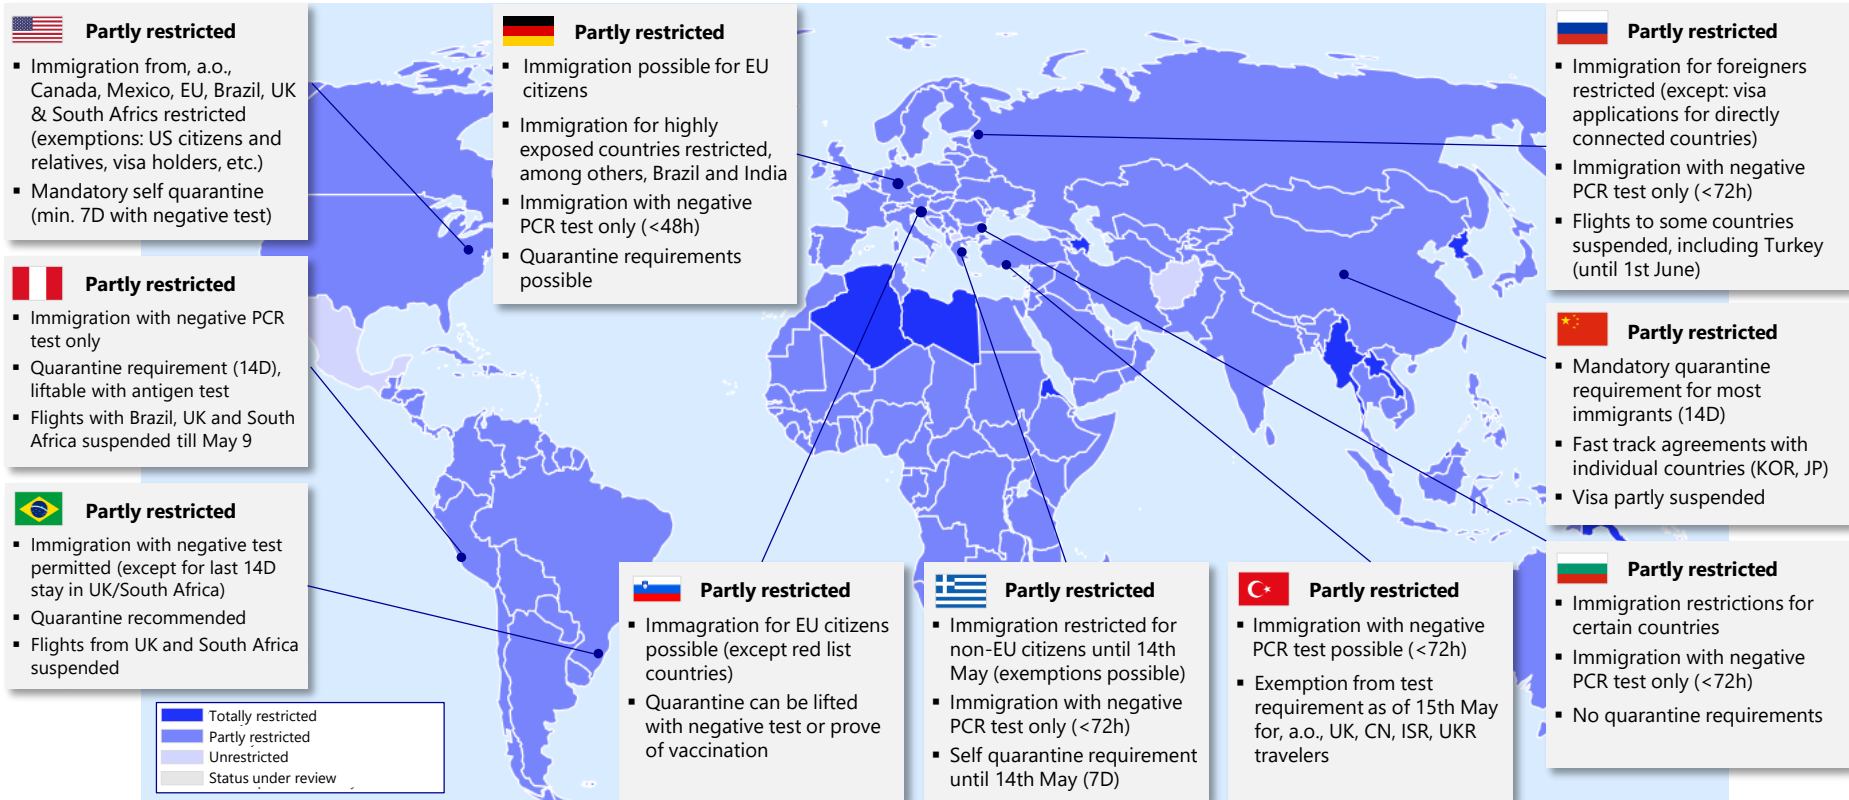 Partly restricted
▪ Immigration from, a.o.,
Canada, Mexico, EU, Brazil, UK
& South Africs restricted
(exemptions: US citizens and
relatives, visa holders, etc.)
▪ Mandatory self quarantine
(min. 7D with negative test)
Partly restricted
▪ Immigration with negative PCR
test only
▪ Quarantine requirement (14D),
liftable with antigen test
▪ Flights with Brazil, UK and South
Africa suspended till May 9
Partly restricted
▪ Immigration with negative test
permitted (except for last 14D
stay in UK/South Africa)
▪ Quarantine recommended
▪ Flights from UK and South Africa
suspended
Partly restricted
▪ Immigration possible for EU
citizens
▪ Immigration for highly
exposed countries restricted,
among others, Brazil and India
▪ Immigration with negative
PCR test only (<48h)
▪ Quarantine requirements
possible
Partly restricted
▪ Immigration for foreigners
restricted (except: visa
applications for directly
connected countries)
▪ Immigration with negative
PCR test only (<72h)
▪ Flights to some countries
suspended, including Turkey
(until 1st June)
Partly restricted
▪ Mandatory quarantine
requirement for most
immigrants (14D)
▪ Fast track agreements with
individual countries (KOR, JP)
▪ Visa partly suspended
Partly restricted
▪ Immigration restrictions for
certain countries
▪ Immigration with negative
PCR test only (<72h)
▪ No quarantine requirements
Partly restricted
▪ Immagration for EU citizens
possible (except red list
countries)
▪ Quarantine can be lifted
with negative test or prove
of vaccination
Partly restricted
▪ Immigration restricted for
non-EU citizens until 14th
May (exemptions possible)
▪ Immigration with negative
PCR test only (<72h)
▪ Self quarantine requirement
until 14th May (7D)
Partly restricted
▪ Immigration with negative
PCR test possible (<72h)
▪ Exemption from test
requirement as of 15th May
for, a.o., UK, CN, ISR, UKR
travelers
Totally restricted
Partly restricted
Unrestricted
Status under review